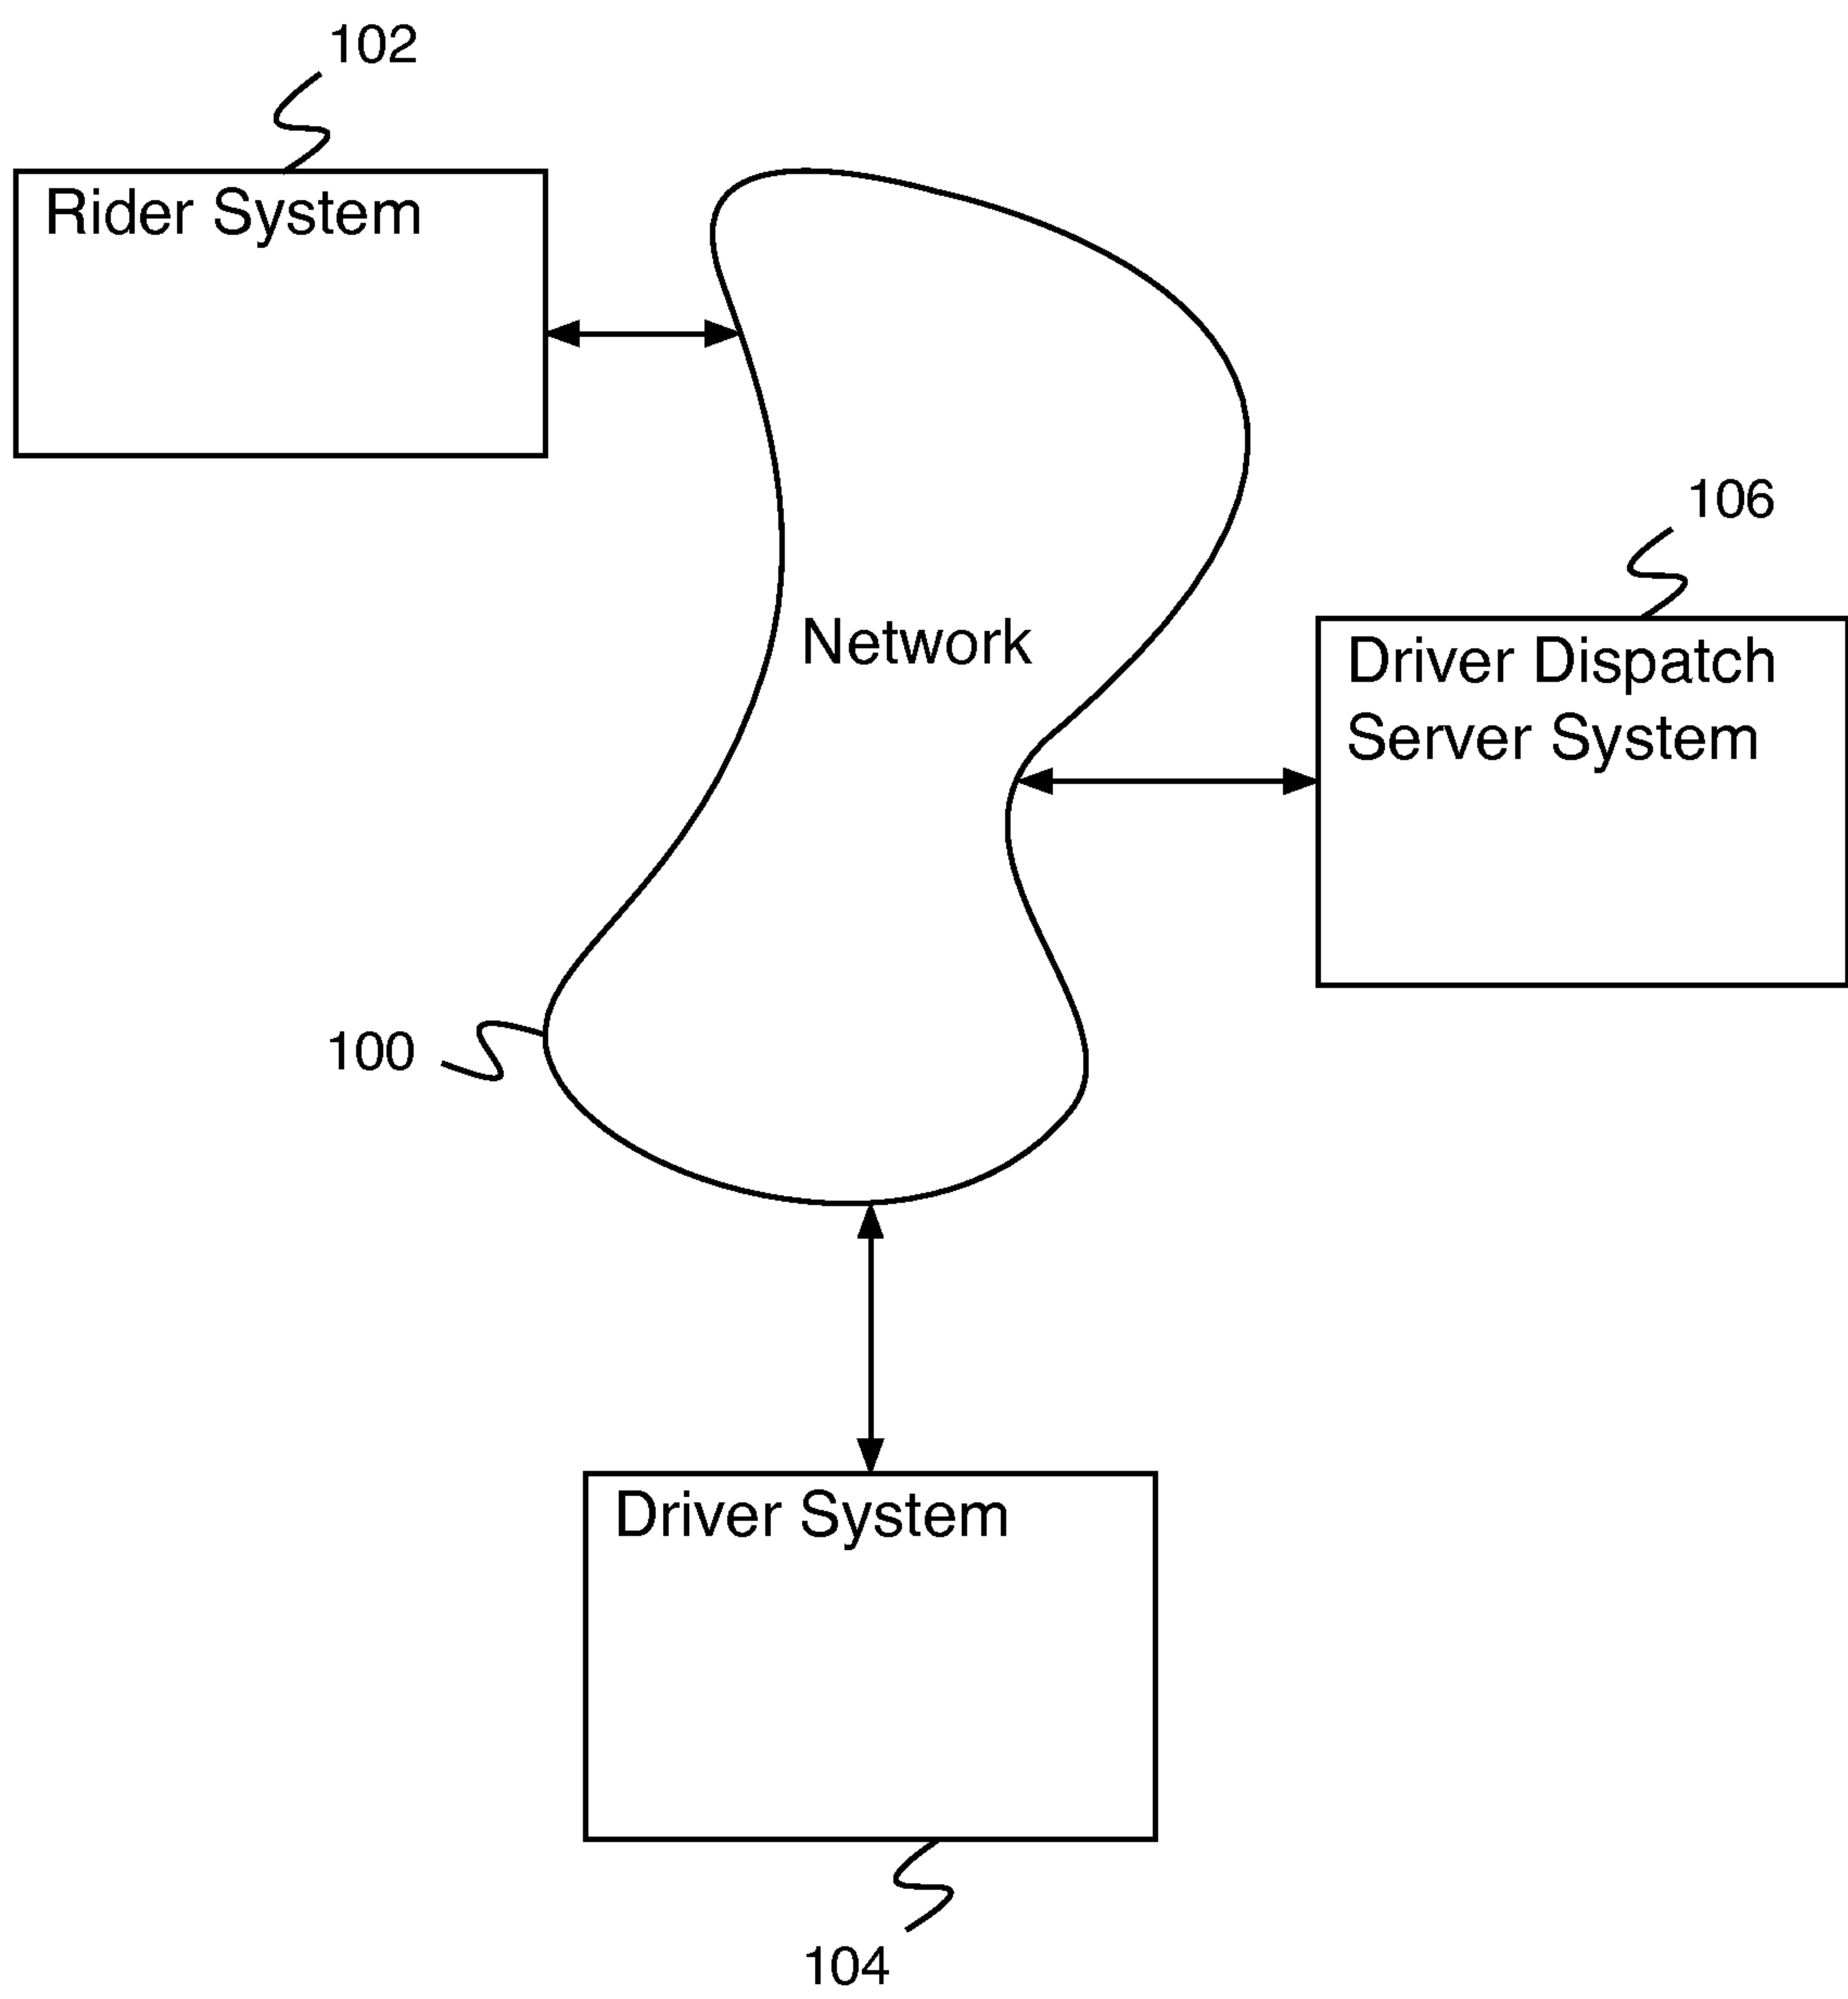 102
Rider System
106
Network
Driver Dispatch
Server System
100
Driver System
104